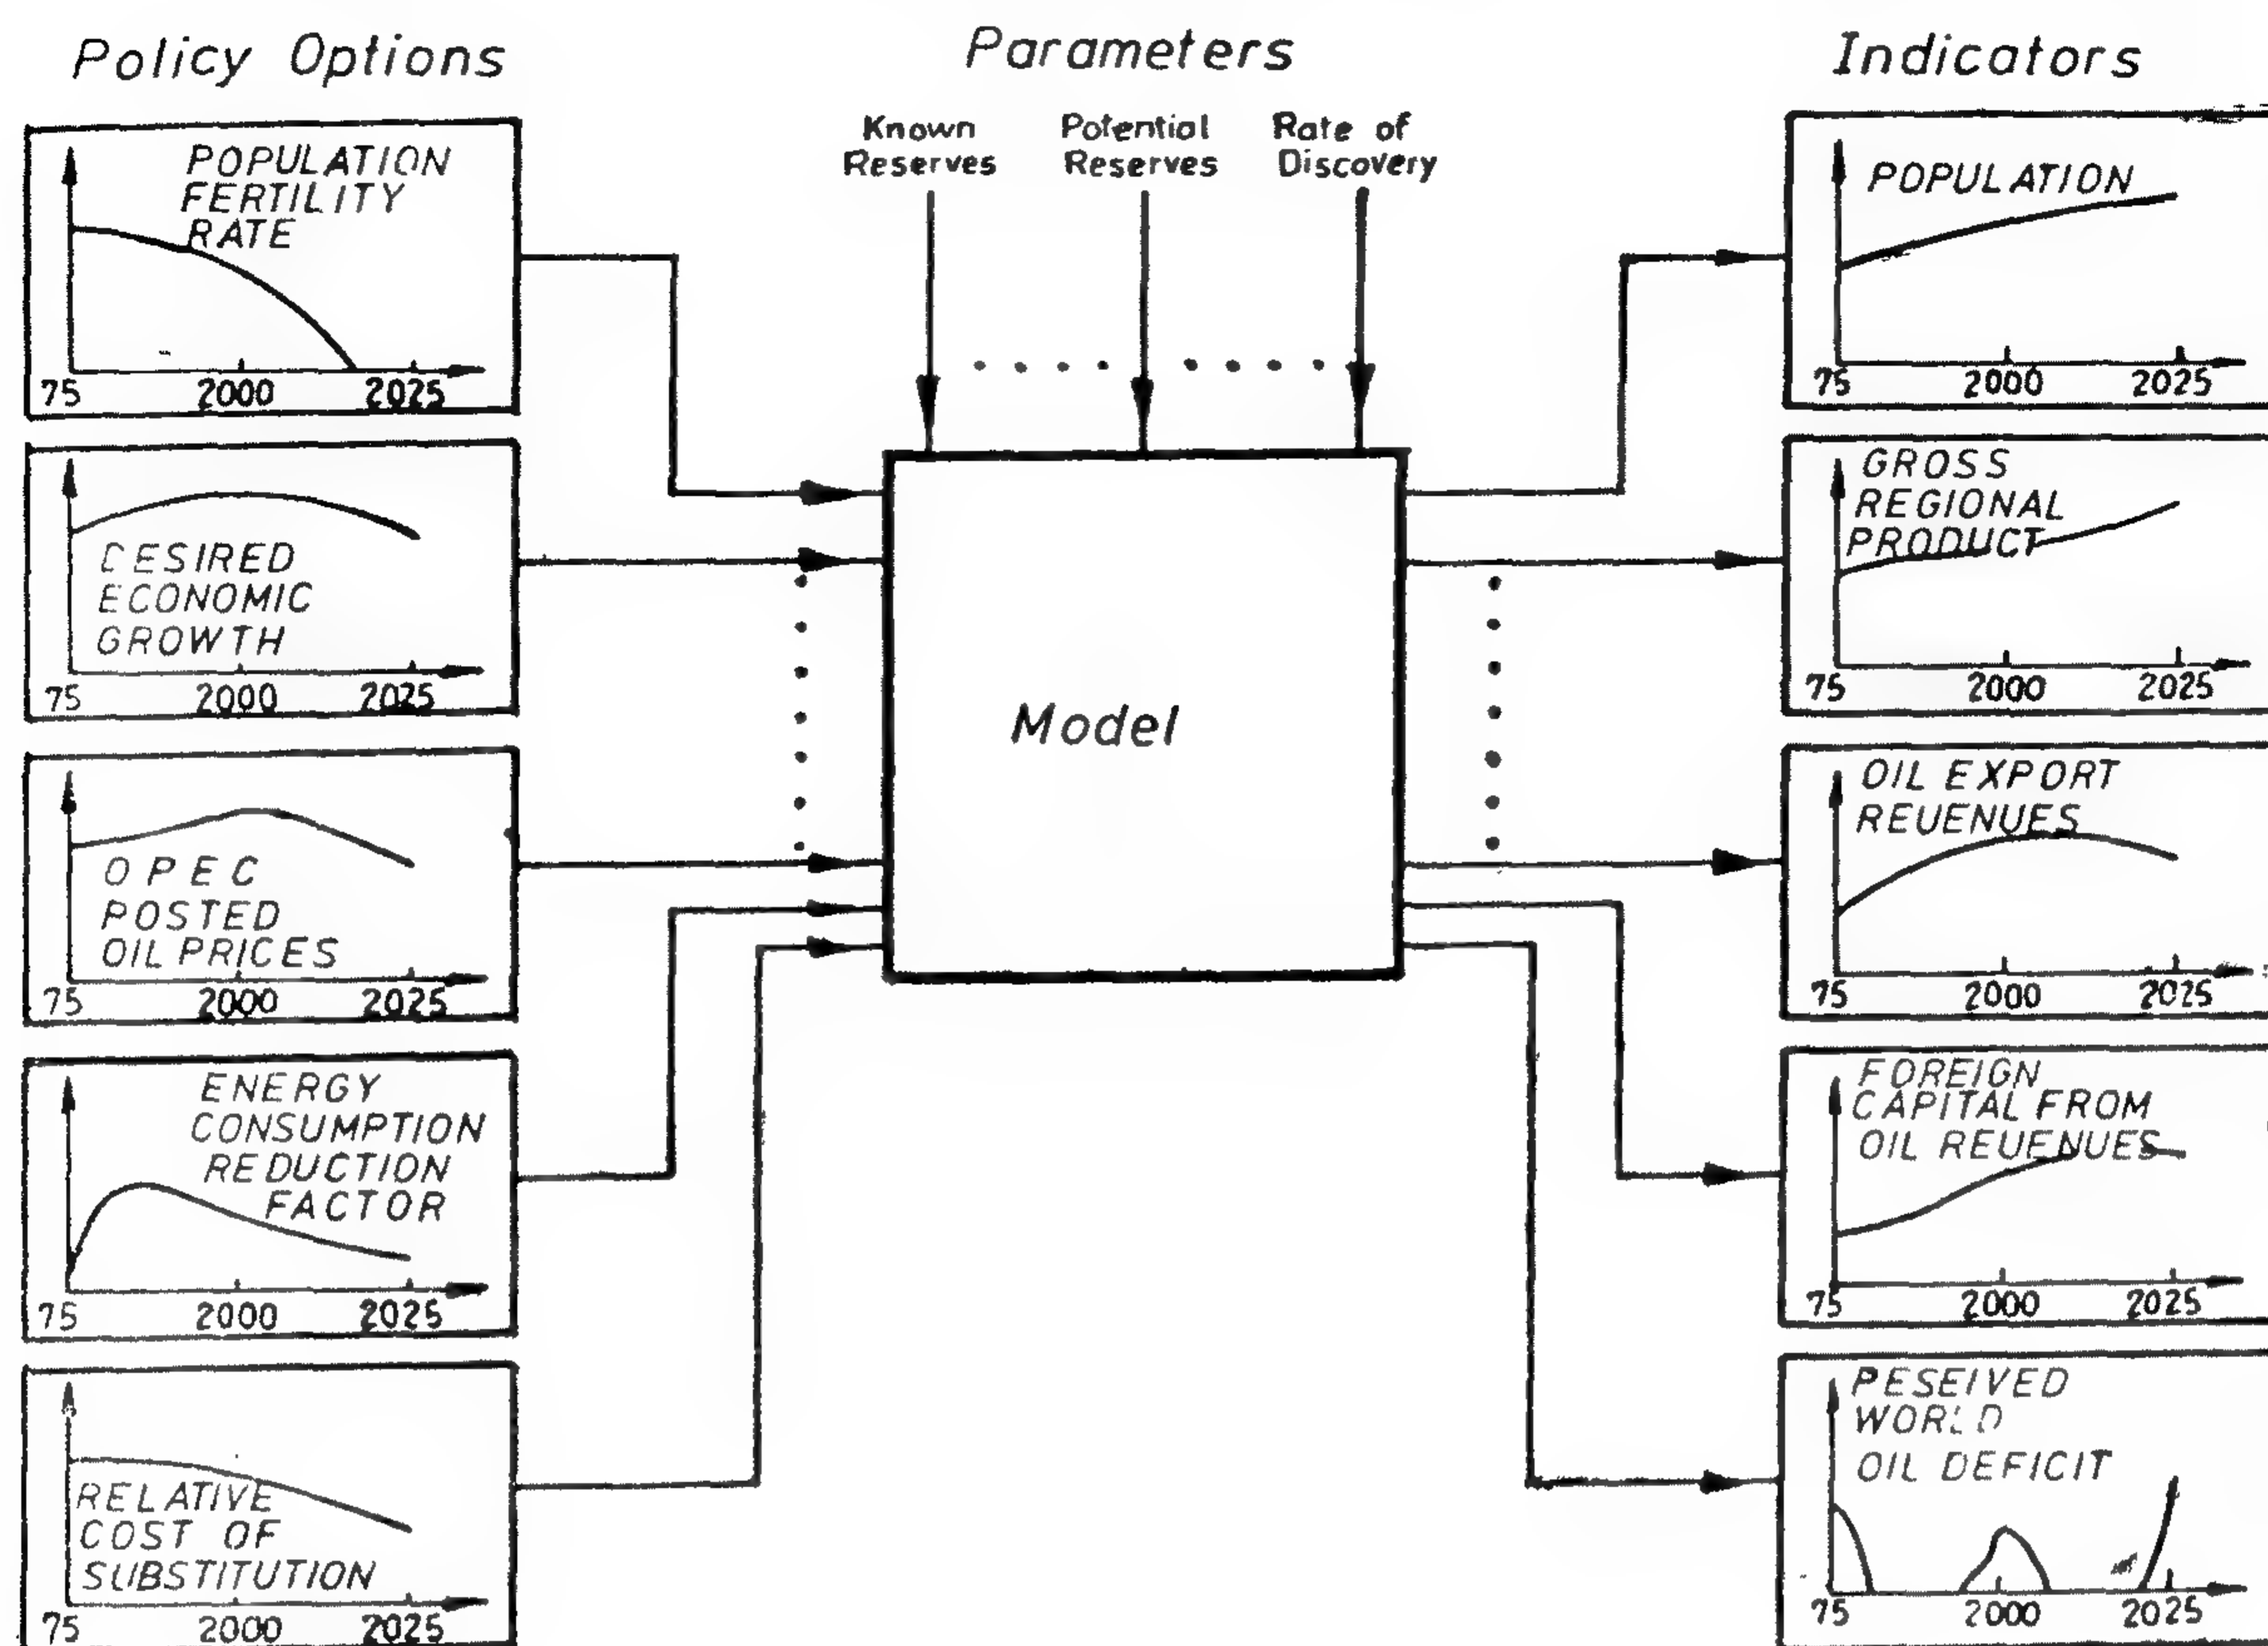 Policy Options
Parameters
Indicators
POPULATION
FERTILITY
RATE
75 2000 2025
DESIRED
ECONOMIC
GROWTH
75 2000 2025
OPEC
POSTED
OIL PRICES
75 2000 2025
ENERGY
CONSUMPTION
REDUCTION
FACTOR
75 2000 2025
RELATIVE
COST OF
SUBSTITUTION
75 2000 2025
Known
Reserves
Potential
Reserves
Rate of
Discovery
Model
POPULATION
75 2000 2025
GROSS
REGIONAL
PRODUCT
75 2000 2025
OIL EXPORT
REUENUES
75 2000 2025
FOREIGN
CAPITAL FROM
OIL REUENUES
75 2000 2025
PESEIVED
WORLD
OIL DEFICIT
75 2000 2025